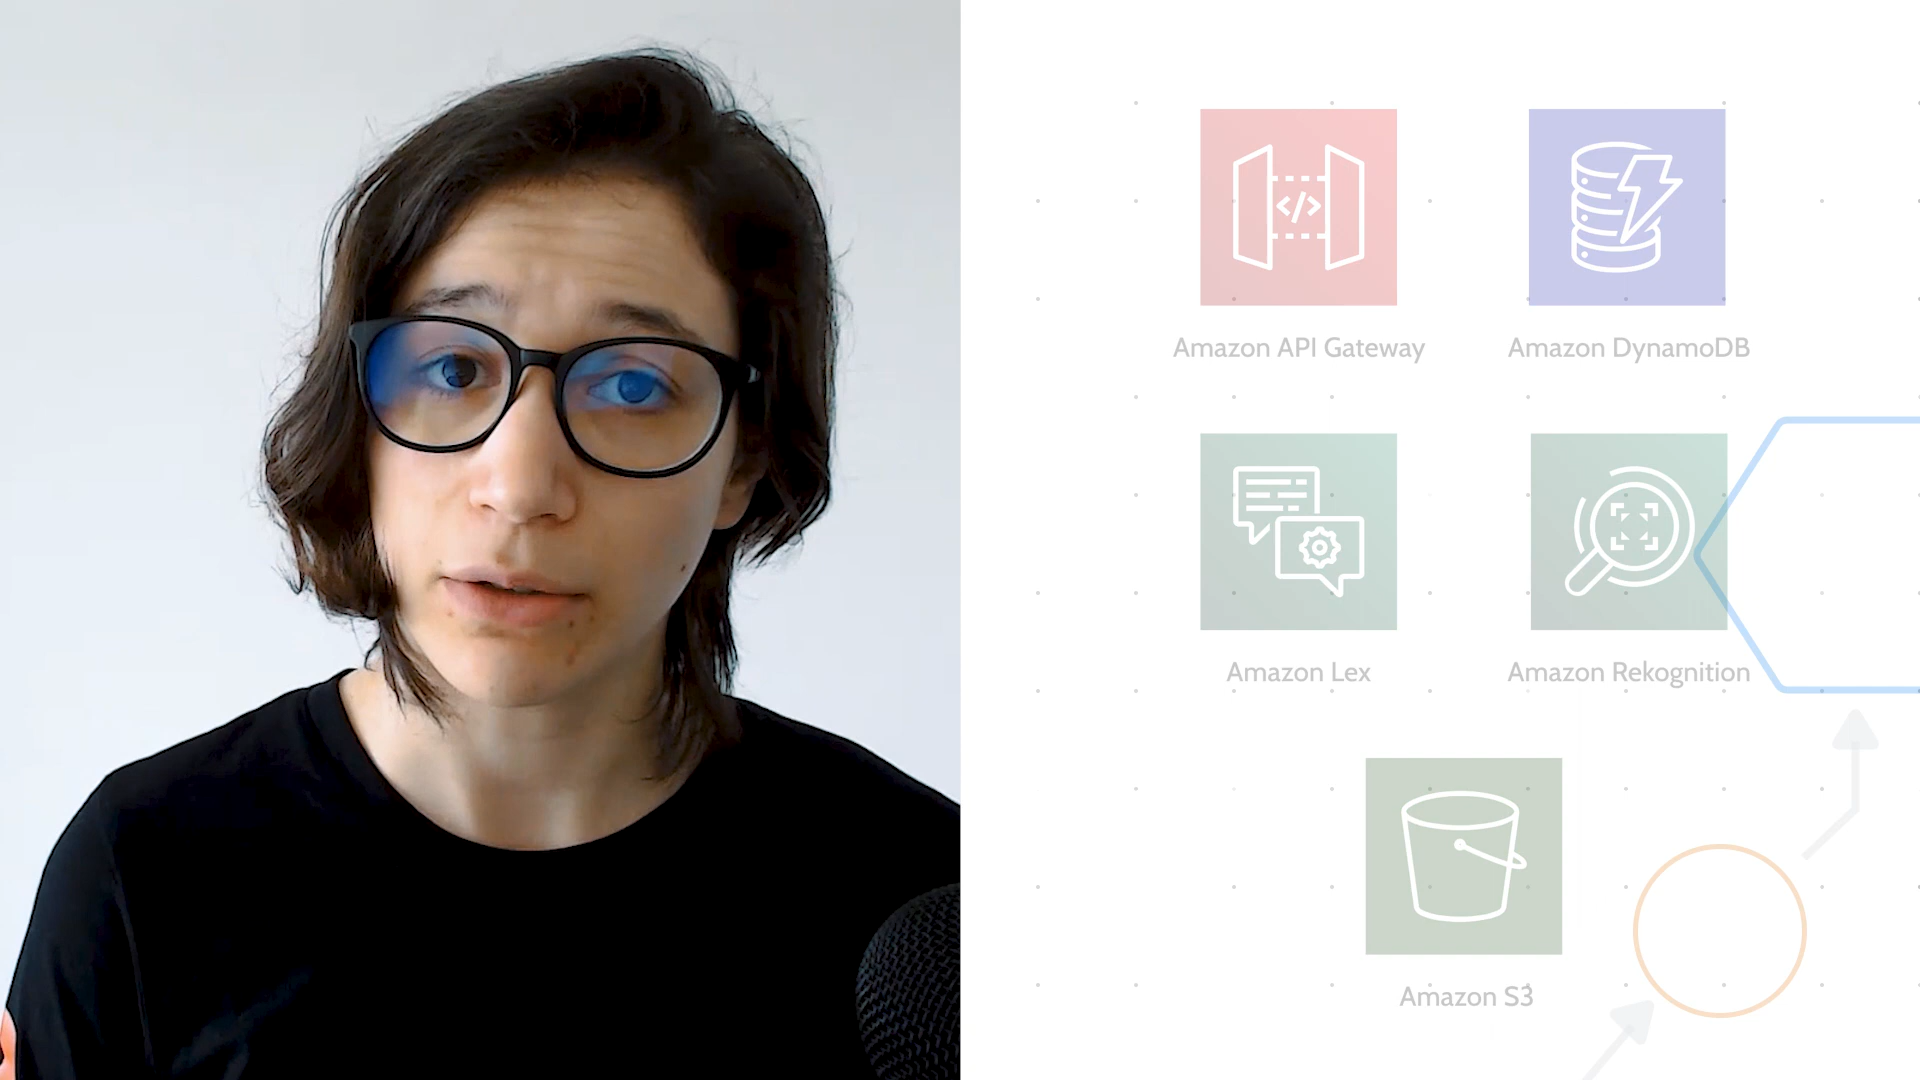 </>
Amazon API Gateway
Amazon DynamoDB
Amazon Lex
Amazon Rekognition
Amazon S3